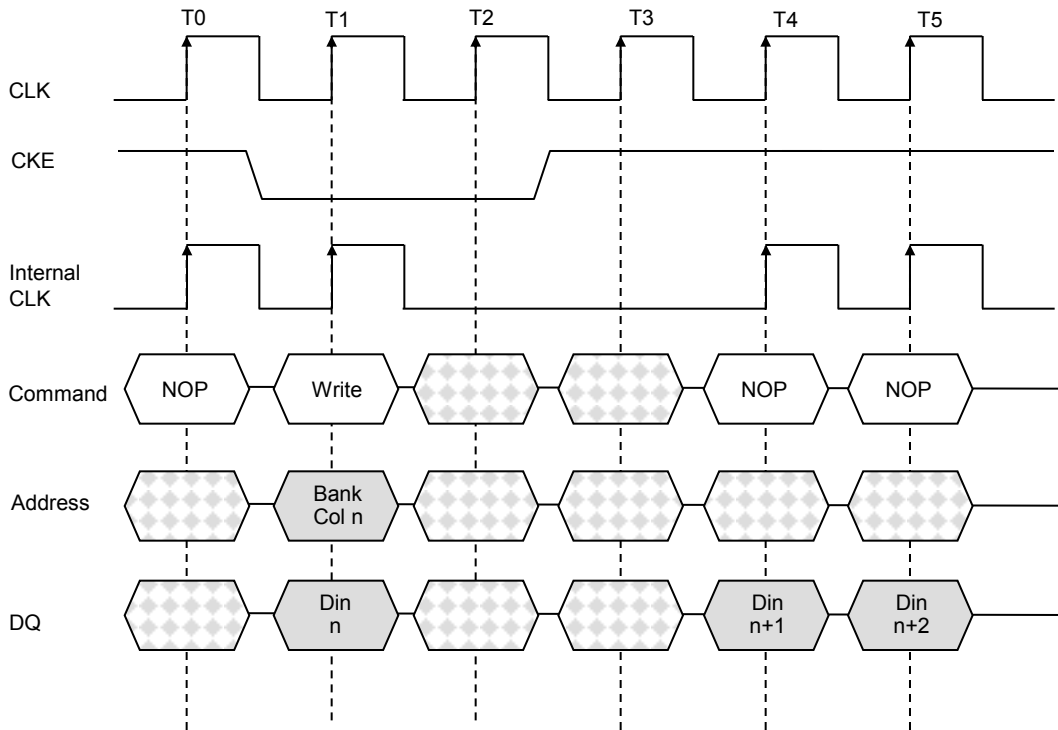 T0 T1 T2 T3 T4 T5
CLK
CKE
Internal
CLK
Command NOP Write NOP NOP
Address Bank
Col n
DQ Din
n Din
n+1 Din
n+2